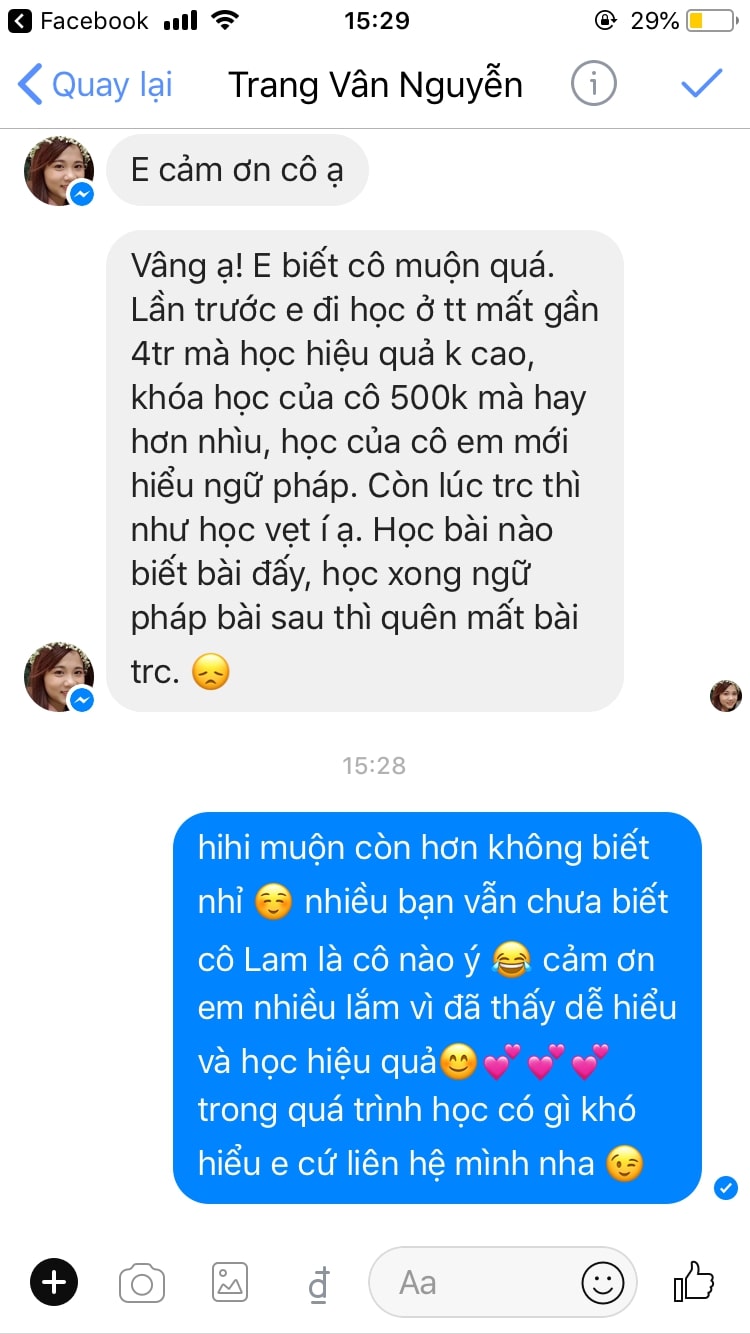 Facebook
15:29
29%
Quay lại
Trang Vân Nguyễn
E cảm ơn cô ạ
Vâng ạ! E biết cô muộn quá.
Lần trước e đi học ở tt mất gần
4tr mà học hiệu quả k cao,
khóa học của cô 500k mà hay
hơn nhìu, học của cô em mới
hiểu ngữ pháp. Còn lúc trc thì
như học vẹt í ạ. Học bài nào
biết bài đấy, học xong ngữ
pháp bài sau thì quên mất bài
trc. 😞
15:28
hihi muộn còn hơn không biết
nhỉ ☺️ nhiều bạn vẫn chưa biết
cô Lam là cô nào ý 😂 cảm ơn
em nhiều lắm vì đã thấy dễ hiểu
và học hiệu quả😊💕💕💕
trong quá trình học có gì khó
hiểu e cứ liên hệ mình nha 😉
đ
Aa